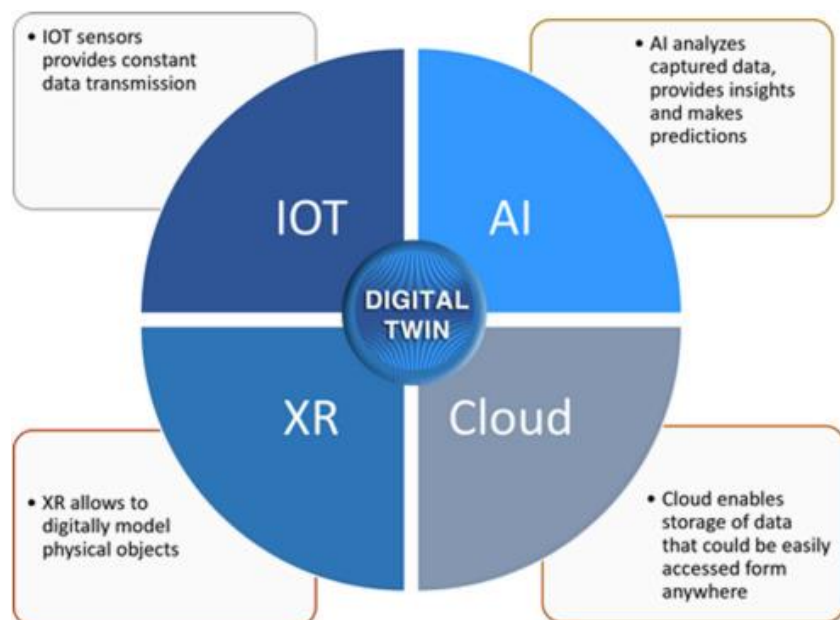 • IOT sensors
provides constant
data transmission
• AI analyzes
captured data,
provides insights
and makes
predictions
IOT
AI
DIGITAL
TWIN
XR
Cloud
• XR allows to
digitally model
physical objects
• Cloud enables
storage of data
that could be easily
accessed form
anywhere